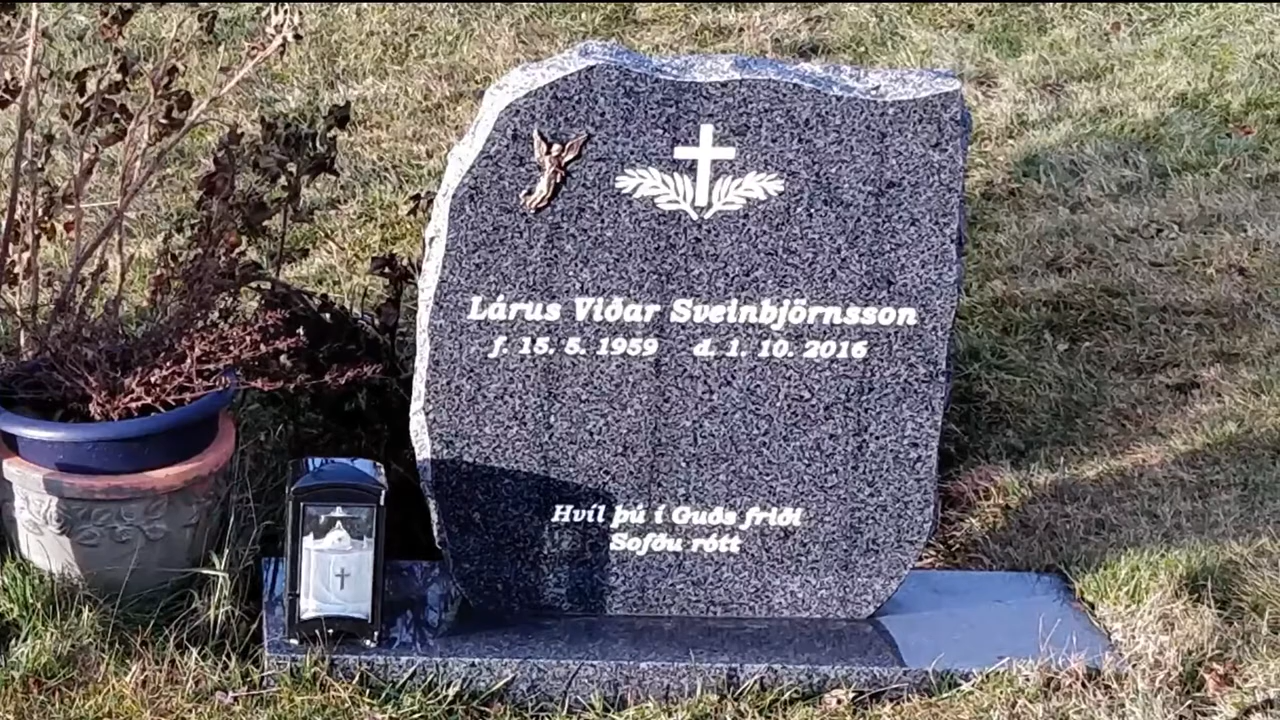 Lárus Viðar Sveinbjörnsson
f. 15. 5. 1959 d. 1. 10. 2016
Hvíl þú í Guðs friði
Sofðu rótt